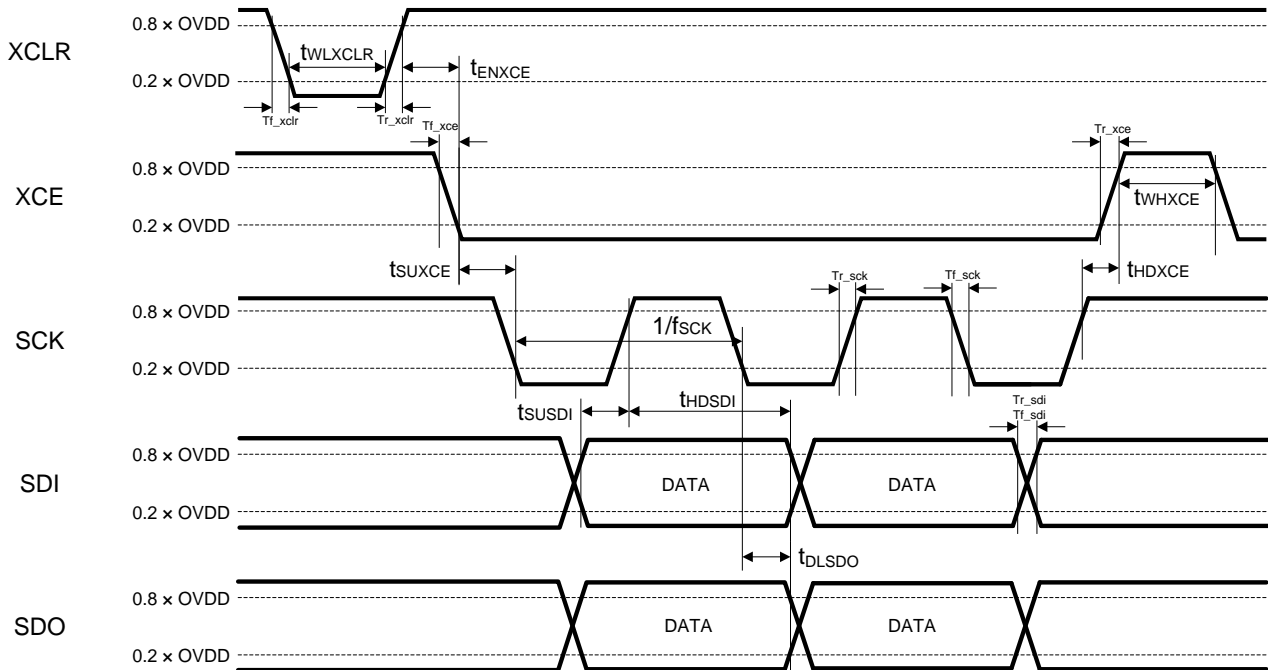 0.8 × OVDD
XCLR
tWLXCLR
tENXCE
0.2 × OVDD
Tf_xclr
Tr_xclr
Tf_xce
Tr_xce
0.8 × OVDD
XCE
tWHXCE
0.2 × OVDD
tSUXCE
tHDXCE
Tr_sck
Tf_sck
0.8 × OVDD
SCK
1/fSCK
0.2 × OVDD
tSUSDI
tHDSDI
Tr_sdi
Tf_sdi
0.8 × OVDD
SDI
DATA
DATA
0.2 × OVDD
tDLSDO
0.8 × OVDD
SDO
DATA
DATA
0.2 × OVDD